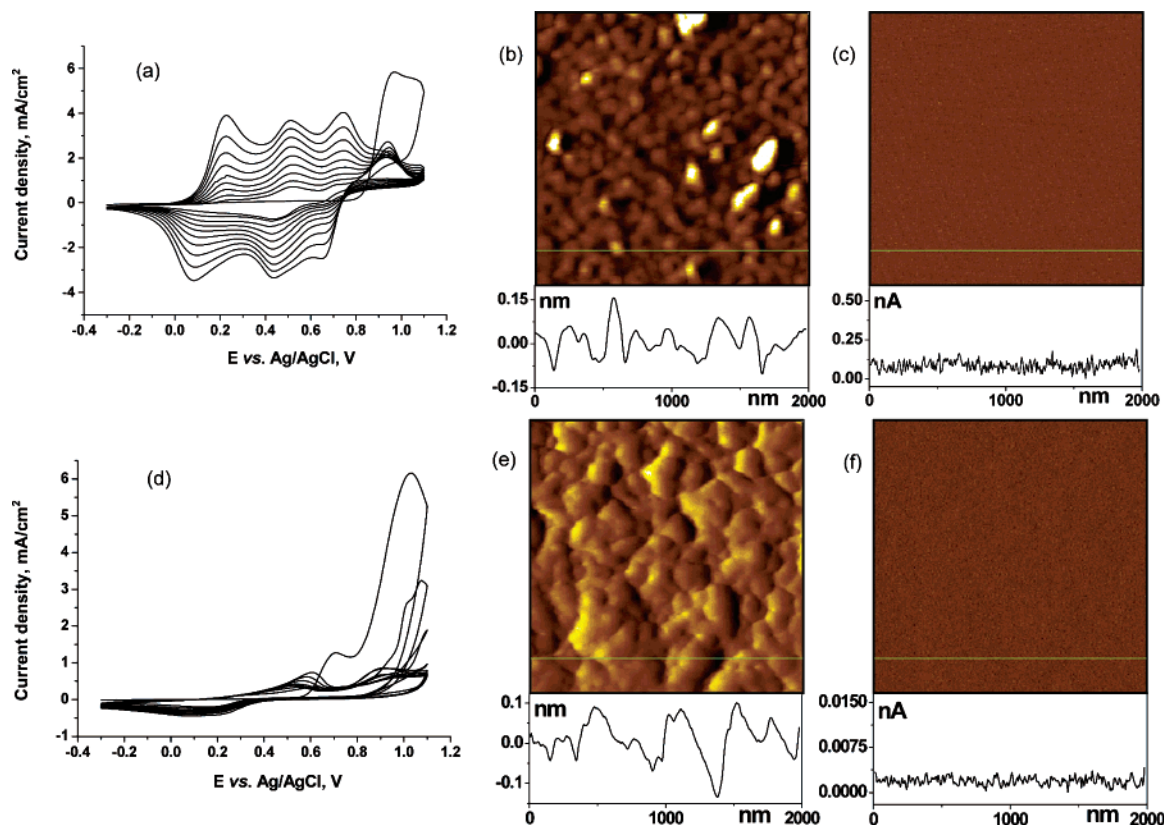 (a)
Current density, mA/cm²
6
4
2
0
-2
-4
-0.4 -0.2 0.0 0.2 0.4 0.6 0.8 1.0 1.2
E vs. Ag/AgCl, V
(b)
nm
0.15
0.00
-0.15
0 1000 2000
(c)
nA
0.50
0.25
0.00
0 1000 nm 2000
(d)
Current density, mA/cm²
7
6
5
4
3
2
1
0
-1
-0.4 -0.2 0.0 0.2 0.4 0.6 0.8 1.0 1.2
E vs. Ag/AgCl, V
(e)
nm
0.1
0.0
-0.1
0 1000 nm 2000
(f)
nA
0.0150
0.0075
0.0000
0 1000 nm 2000